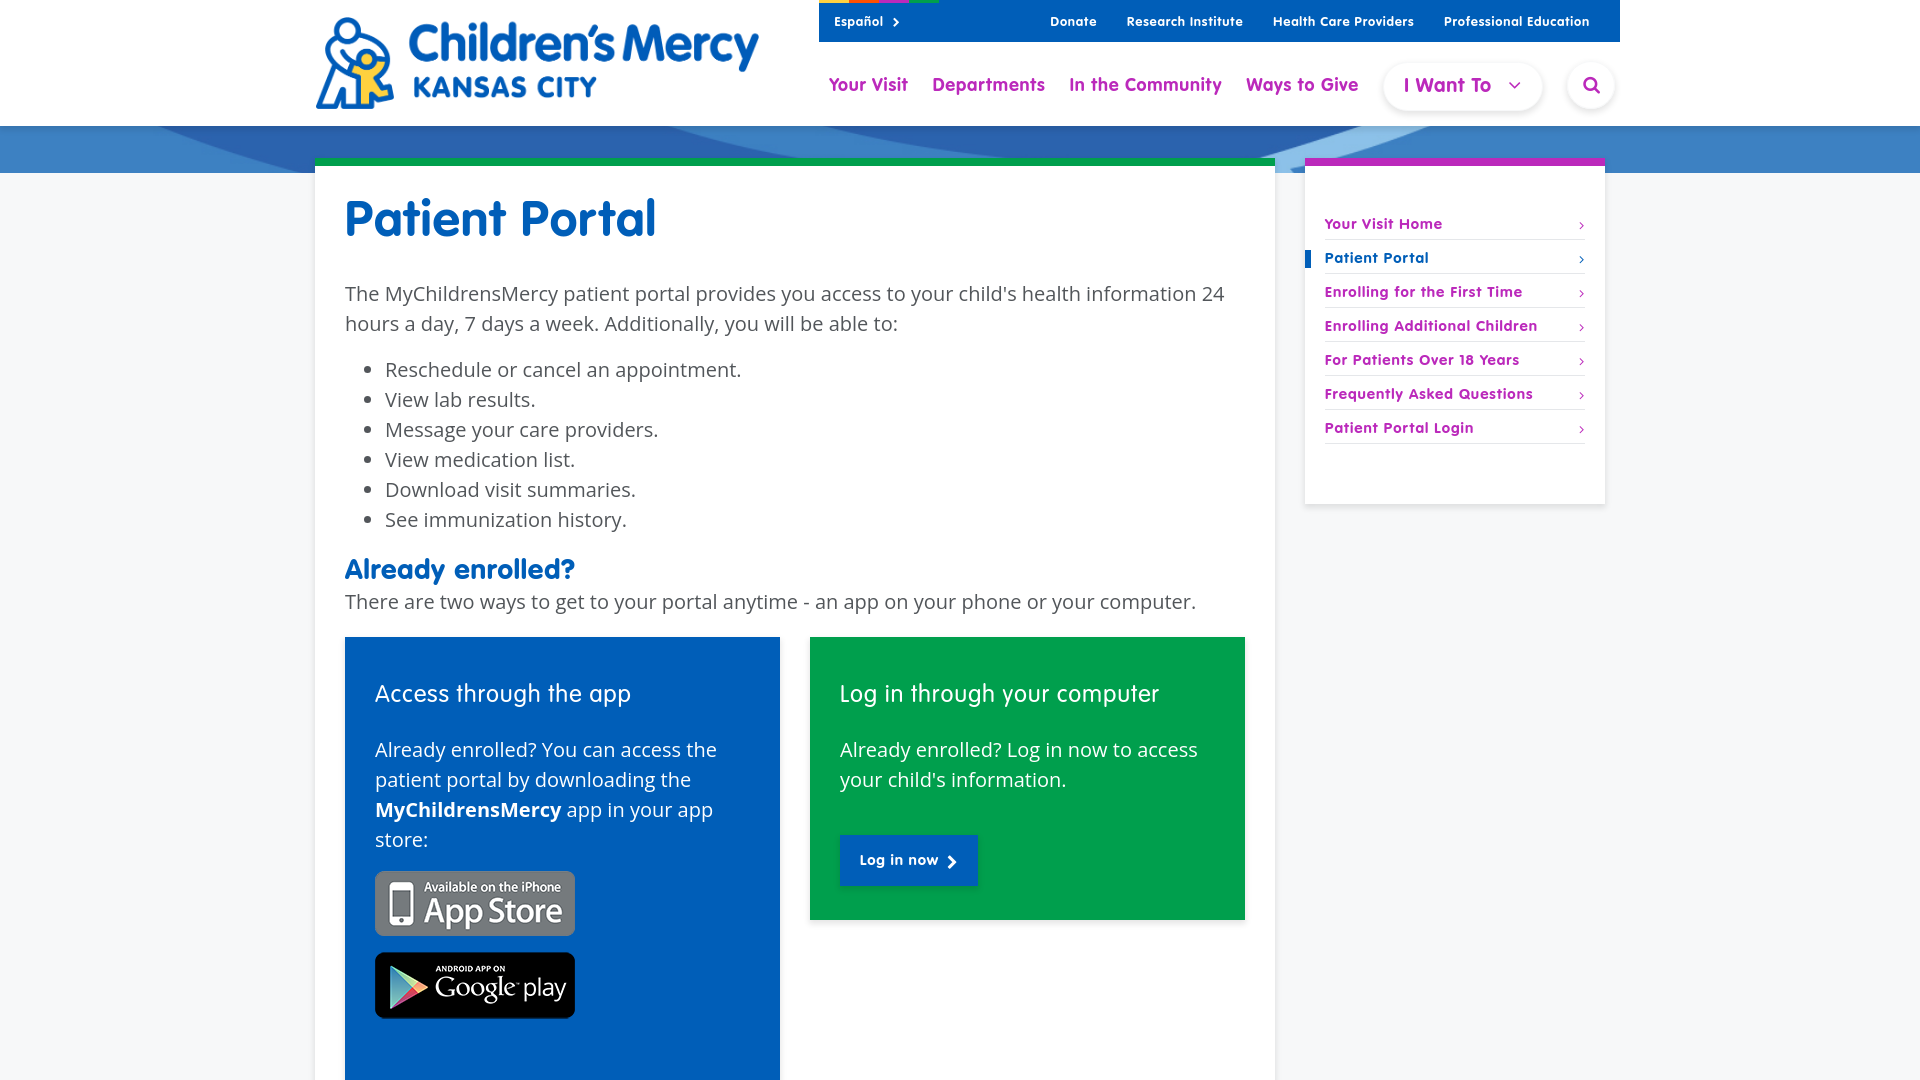 Children's Mercy
KANSAS CITY
Español
Donate
Research Institute
Health Care Providers
Professional Education
Your Visit
Departments
In the Community
Ways to Give
I Want To
Patient Portal
The MyChildrensMercy patient portal provides you access to your child's health information 24
hours a day, 7 days a week. Additionally, you will be able to:
Reschedule or cancel an appointment.
View lab results.
Message your care providers.
View medication list.
Download visit summaries.
See immunization history.
Already enrolled?
There are two ways to get to your portal anytime - an app on your phone or your computer.
Access through the app
Already enrolled? You can access the
patient portal by downloading the
MyChildrensMercy app in your app
store:
Available on the iPhone
App Store
ANDROID APP ON
Google play
Log in through your computer
Already enrolled? Log in now to access
your child's information.
Log in now
Your Visit Home
Patient Portal
Enrolling for the First Time
Enrolling Additional Children
For Patients Over 18 Years
Frequently Asked Questions
Patient Portal Login